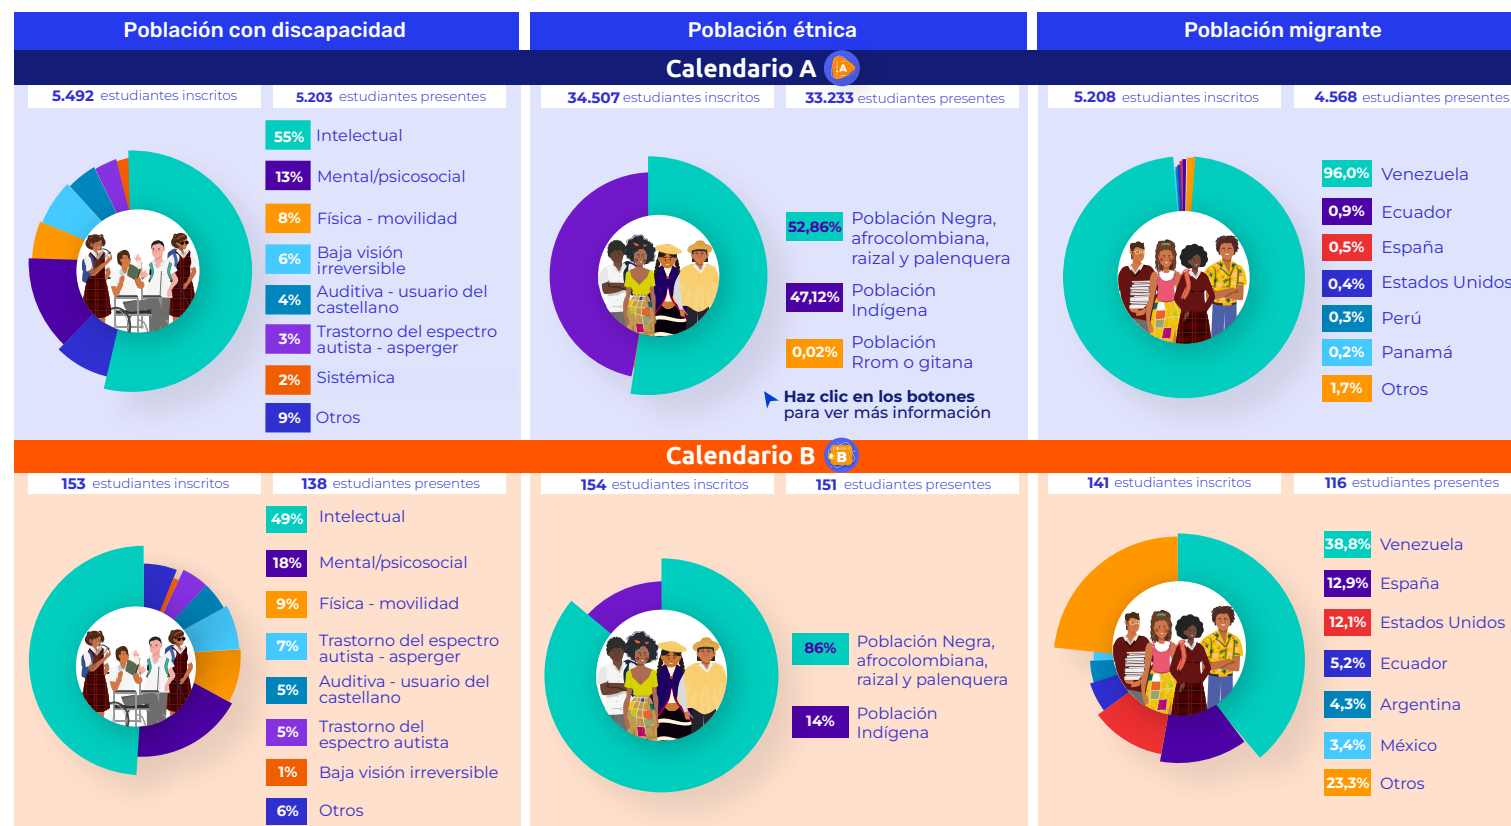 Población con discapacidad
Población étnica
Población migrante
Calendario A
A
5.492 estudiantes inscritos
5.203 estudiantes presentes
55% Intelectual
13% Mental/psicosocial
8% Física - movilidad
6% Baja visión
irreversible
4% Auditiva - usuario del
castellano
3% Trastorno del espectro
autista - asperger
2% Sistémica
9% Otros
34.507 estudiantes inscritos
33.233 estudiantes presentes
52,86% Población Negra,
afrocolombiana,
raizal y palenquera
47,12% Población
Indígena
0,02% Población
Rrom o gitana
Haz clic en los botones
para ver más información
5.208 estudiantes inscritos
4.568 estudiantes presentes
96,0% Venezuela
0,9% Ecuador
0,5% España
0,4% Estados Unidos
0,3% Perú
0,2% Panamá
1,7% Otros
Calendario B
B
153 estudiantes inscritos
138 estudiantes presentes
49% Intelectual
18% Mental/psicosocial
9% Física - movilidad
7% Trastorno del espectro
autista - asperger
5% Auditiva - usuario del
castellano
5% Trastorno del
espectro autista
1% Baja visión irreversible
6% Otros
154 estudiantes inscritos
151 estudiantes presentes
86% Población Negra,
afrocolombiana,
raizal y palenquera
14% Población
Indígena
141 estudiantes inscritos
116 estudiantes presentes
38,8% Venezuela
12,9% España
12,1% Estados Unidos
5,2% Ecuador
4,3% Argentina
3,4% México
23,3% Otros